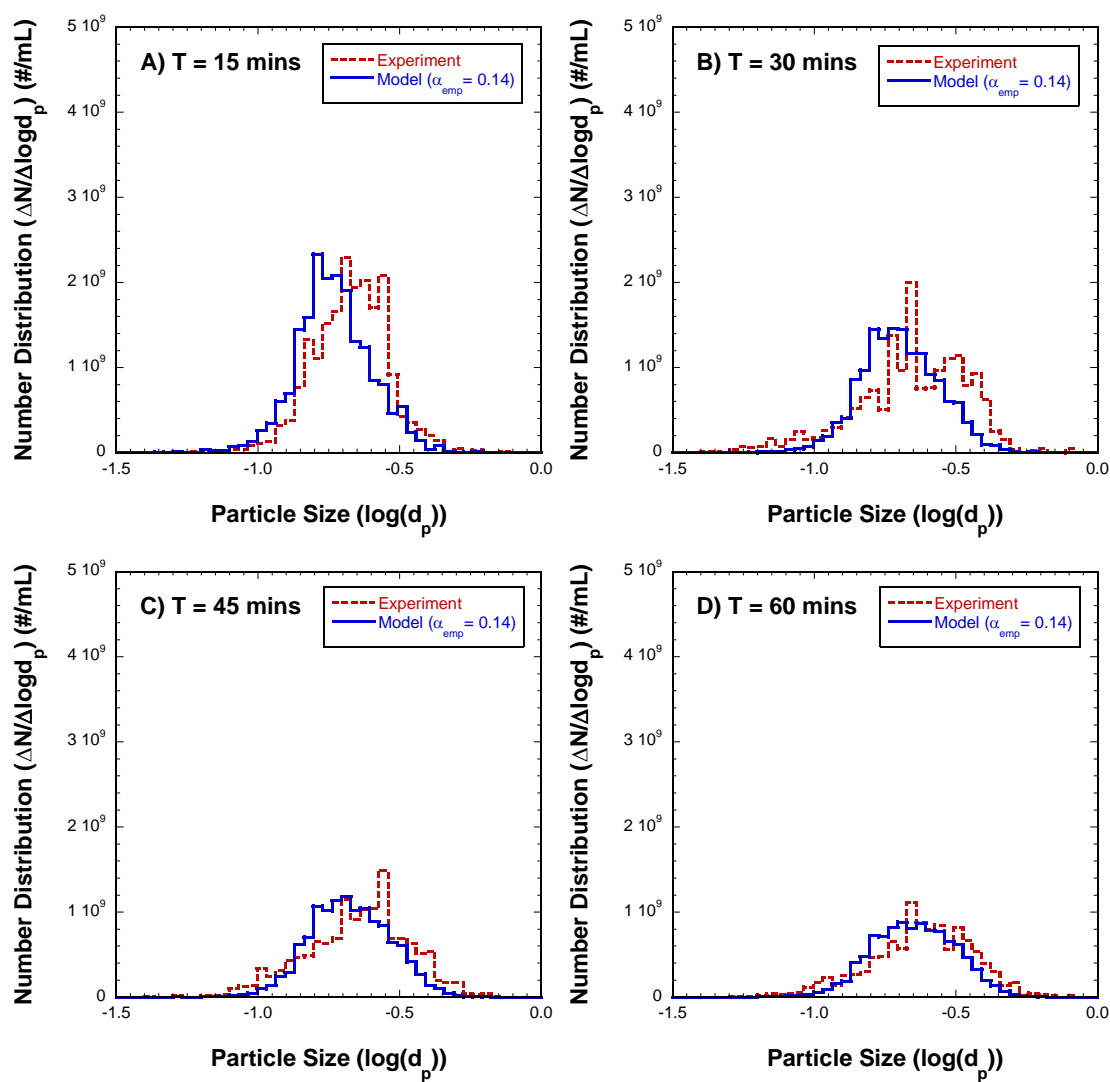 Number Distribution (ΔN/Δlogd_p) (#/mL)
5 10⁹
4 10⁹
3 10⁹
2 10⁹
1 10⁹
0
A) T = 15 mins
Experiment
Model (α_emp = 0.14)
-1.5 -1.0 -0.5 0.0
Particle Size (log(d_p))
Number Distribution (ΔN/Δlogd_p) (#/mL)
5 10⁹
4 10⁹
3 10⁹
2 10⁹
1 10⁹
0
B) T = 30 mins
Experiment
Model (α_emp = 0.14)
-1.5 -1.0 -0.5 0.0
Particle Size (log(d_p))
Number Distribution (ΔN/Δlogd_p) (#/mL)
5 10⁹
4 10⁹
3 10⁹
2 10⁹
1 10⁹
0
C) T = 45 mins
Experiment
Model (α_emp = 0.14)
-1.5 -1.0 -0.5 0.0
Particle Size (log(d_p))
Number Distribution (ΔN/Δlogd_p) (#/mL)
5 10⁹
4 10⁹
3 10⁹
2 10⁹
1 10⁹
0
D) T = 60 mins
Experiment
Model (α_emp = 0.14)
-1.5 -1.0 -0.5 0.0
Particle Size (log(d_p))